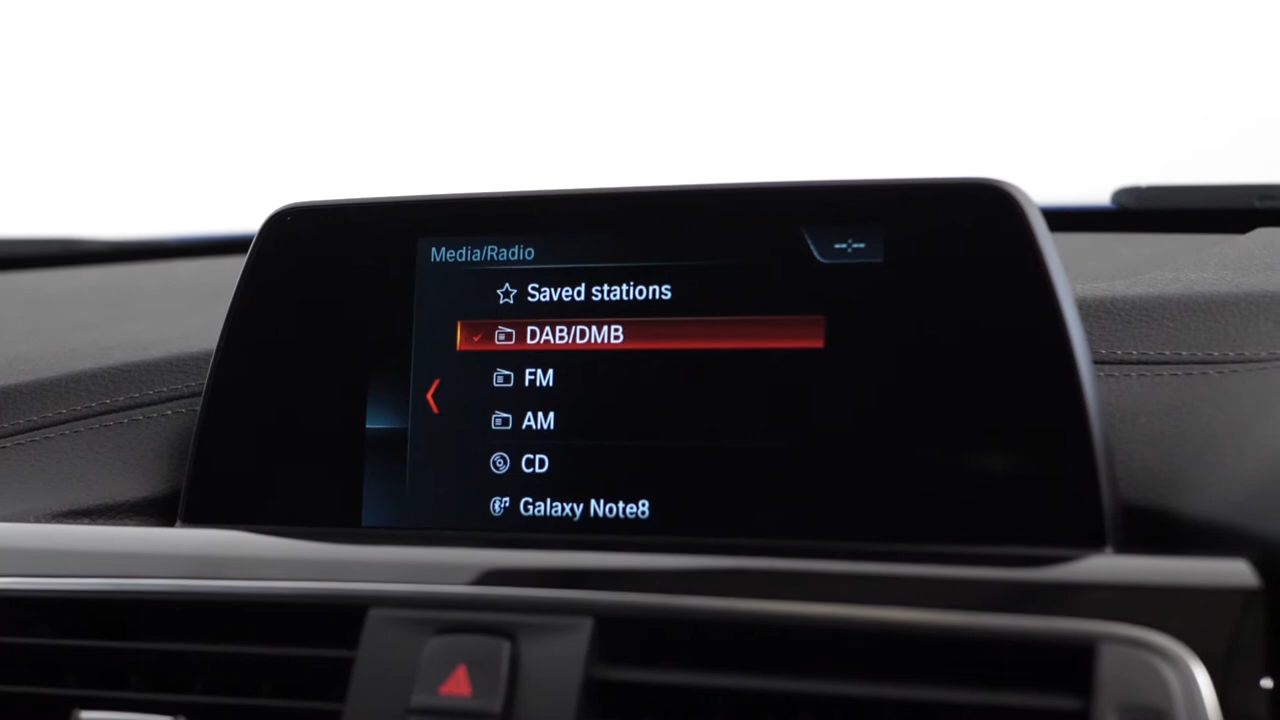 Media/Radio
Saved stations
DAB/DMB
FM
AM
CD
Galaxy Note8